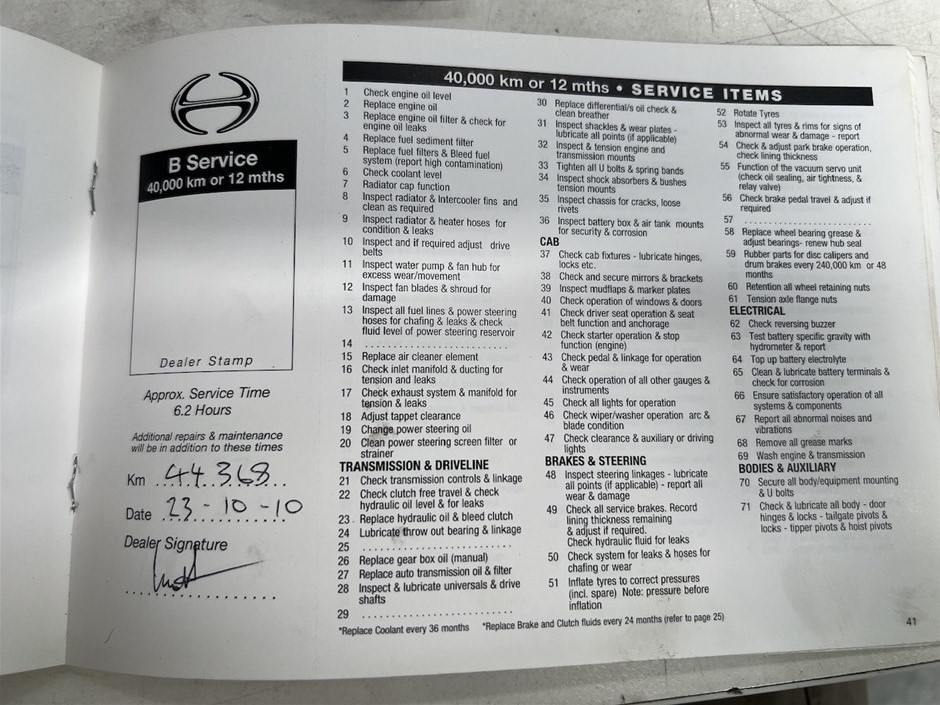 B Service
40,000 km or 12 mths
Dealer Stamp
Approx. Service Time
6.2 Hours
Additional repairs & maintenance
will be in addition to these times
Km 44.368
Date 23-10-10
Dealer Signature
40,000 km or 12 mths • SERVICE ITEMS
1 Check engine oil level
2 Replace engine oil
3 Replace engine oil filter & check for
engine oil leaks
4 Replace fuel sediment filter
5 Replace fuel filters & Bleed fuel
system (report high contamination)
6 Check coolant level
7 Radiator cap function
8 Inspect radiator & Intercooler fins and
clean as required
9 Inspect radiator & heater hoses for
condition & leaks
10 Inspect and if required adjust drive
belts
11 Inspect water pump & fan hub for
excess wear/movement
12 Inspect fan blades & shroud for
damage
13 Inspect all fuel lines & power steering
hoses for chafing & leaks & check
fluid level of power steering reservoir
14 ................................
15 Replace air cleaner element
16 Check inlet manifold & ducting for
tension and leaks
17 Check exhaust system & manifold for
tension & leaks
18 Adjust tappet clearance
19 Change power steering oil
20 Clean power steering screen filter or
strainer
TRANSMISSION & DRIVELINE
21 Check transmission controls & linkage
22 Check clutch free travel & check
hydraulic oil level & for leaks
23 Replace hydraulic oil & bleed clutch
24 Lubricate throw out bearing & linkage
25 ................................
26 Replace gear box oil (manual)
27 Replace auto transmission oil & filter
28 Inspect & lubricate universals & drive
shafts
29 ................................
30 Replace differential/s oil check &
clean breather
31 Inspect shackles & wear plates -
lubricate all points (if applicable)
32 Inspect & tension engine and
transmission mounts
33 Tighten all U bolts & spring bands
34 Inspect shock absorbers & bushes
tension mounts
35 Inspect chassis for cracks, loose
rivets
36 Inspect battery box & air tank mounts
for security & corrosion
CAB
37 Check cab fixtures - lubricate hinges,
locks etc.
38 Check and secure mirrors & brackets
39 Inspect mudflaps & marker plates
40 Check operation of windows & doors
41 Check driver seat operation & seat
belt function and anchorage
42 Check starter operation & stop
function (engine)
43 Check pedal & linkage for operation
& wear
44 Check operation of all other gauges &
instruments
45 Check all lights for operation
46 Check wiper/washer operation arc &
blade condition
47 Check clearance & auxiliary or driving
lights
BRAKES & STEERING
48 Inspect steering linkages - lubricate
all points (if applicable) - report all
wear & damage
49 Check all service brakes. Record
lining thickness remaining
& adjust if required.
Check hydraulic fluid for leaks
50 Check system for leaks & hoses for
chafing or wear
51 Inflate tyres to correct pressures
(incl. spare) Note: pressure before
inflation
52 Rotate Tyres
53 Inspect all tyres & rims for signs of
abnormal wear & damage - report
54 Check & adjust park brake operation,
check lining thickness
55 Function of the vacuum servo unit
(check oil sealing, air tightness, &
relay valve)
56 Check brake pedal travel & adjust if
required
57 ................................
58 Replace wheel bearing grease &
adjust bearings- renew hub seal
59 Rubber parts for disc calipers and
drum brakes every 240,000 km or 48
months
60 Retention all wheel retaining nuts
61 Tension axle flange nuts
ELECTRICAL
62 Check reversing buzzer
63 Test battery specific gravity with
hydrometer & report
64 Top up battery electrolyte
65 Clean & lubricate battery terminals &
check for corrosion
66 Ensure satisfactory operation of all
systems & components
67 Report all abnormal noises and
vibrations
68 Remove all grease marks
69 Wash engine & transmission
BODIES & AUXILIARY
70 Secure all body/equipment mounting
& U bolts
71 Check & lubricate all body - door
hinges & locks - tailgate pivots &
locks - tipper pivots & hoist pivots
*Replace Coolant every 36 months *Replace Brake and Clutch fluids every 24 months (refer to page 25)
41